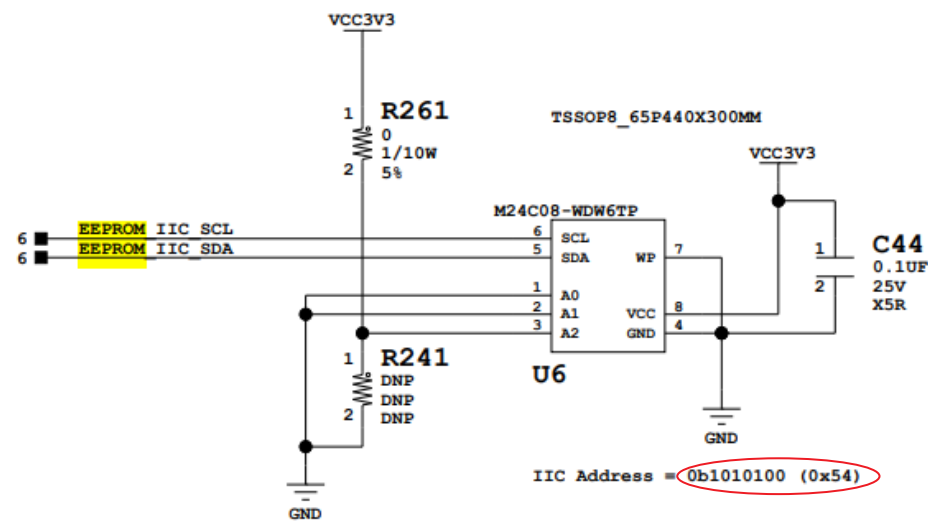 VCC3V3
1
R261
0
1/10W
5%
2
TSSOP8_65P440X300MM
VCC3V3
M24C08-WDW6TP
6 EEPROM_IIC_SCL 6 SCL
6 EEPROM_IIC_SDA 5 SDA WP 7
1 A0
2 A1 VCC 8
3 A2 GND 4
U6
1
2
C44
0.1UF
25V
X5R
1
R241
DNP
DNP
DNP
2
GND
GND
IIC Address = 0b1010100 (0x54)